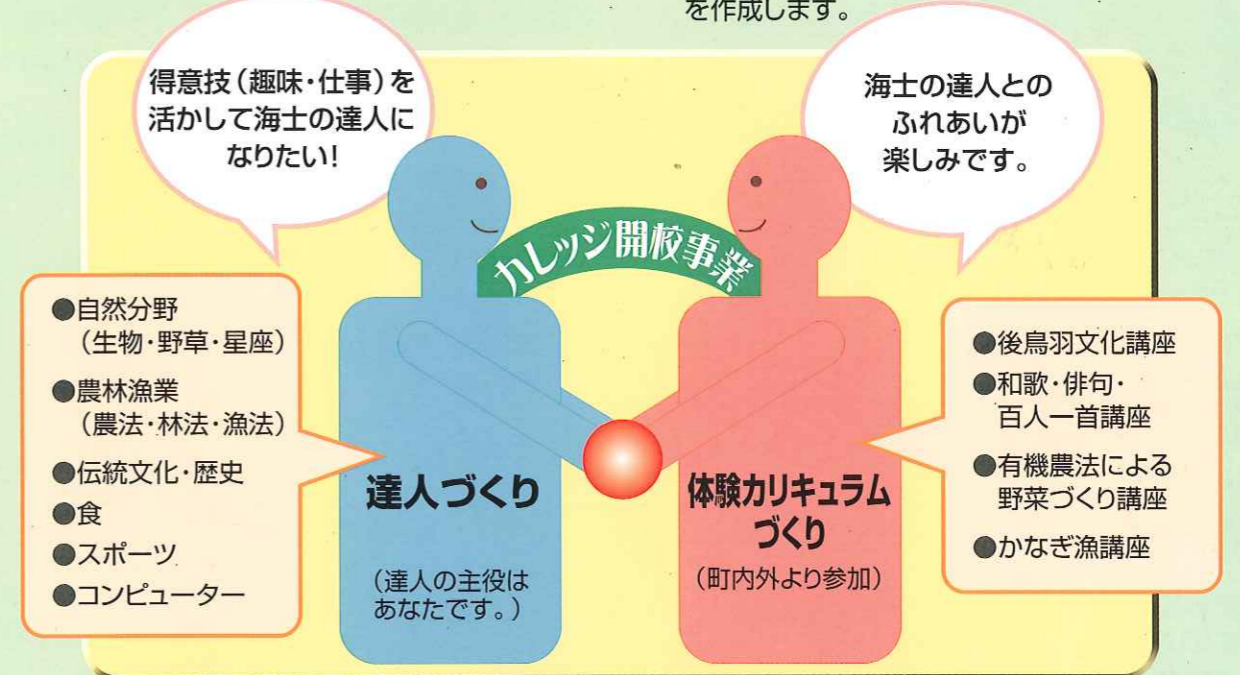 を作成します。
得意技(趣味・仕事)を
活かして海士の達人に
なりたい!
海士の達人との
ふれあいが
楽しみです。
カレッジ開校事業
●自然分野
(生物・野草・星座)
●農林漁業
(農法・林法・漁法)
●伝統文化・歴史
●食
●スポーツ
●コンピューター
達人づくり
(達人の主役は
あなたです。)
体験カリキュラム
づくり
(町内外より参加)
●後鳥羽文化講座
●和歌・俳句・
百人一首講座
●有機農法による
野菜づくり講座
●かなぎ漁講座